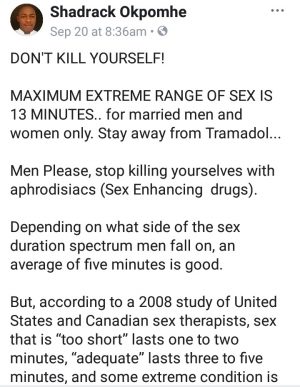 Shadrack Okpomhe
Sep 20 at 8:36am •
DON'T KILL YOURSELF!
MAXIMUM EXTREME RANGE OF SEX IS
13 MINUTES.. for married men and
women only. Stay away from Tramadol...
Men Please, stop killing yourselves with
aphrodisiacs (Sex Enhancing  drugs).
Depending on what side of the sex
duration spectrum men fall on, an
average of five minutes is good.
But, according to a 2008 study of United
States and Canadian sex therapists, sex
that is “too short” lasts one to two
minutes, “adequate” lasts three to five
minutes, and some extreme condition is